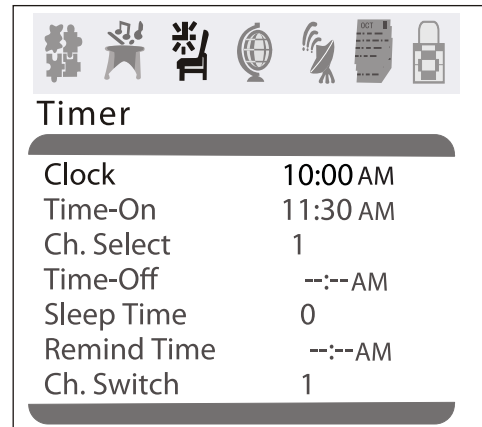 OCT
Timer
Clock 10:00 AM
Time-On 11:30 AM
Ch. Select 1
Time-Off --:-- AM
Sleep Time 0
Remind Time --:-- AM
Ch. Switch 1